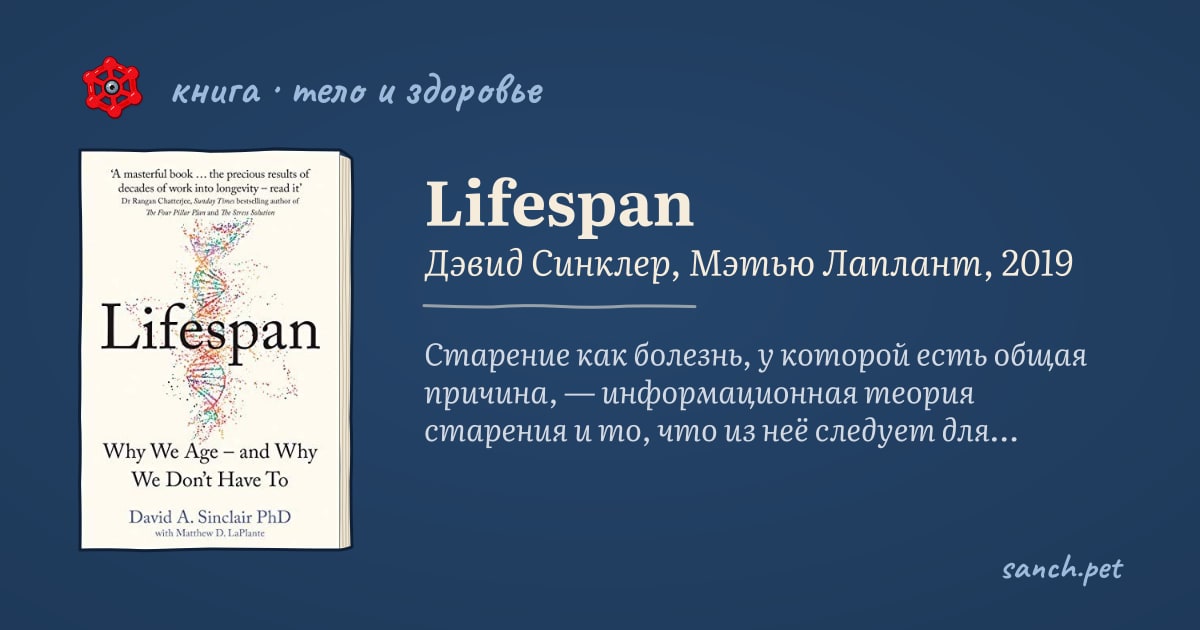 книга · тело и здоровье
'A masterful book … the precious results of
decades of work into longevity – read it'
Dr Rangan Chatterjee, Sunday Times bestselling author of
The Four Pillar Plan and The Stress Solution
Lifespan
Why We Age – and Why
We Don't Have To
David A. Sinclair PhD
with Matthew D. LaPlante
Lifespan
Дэвид Синклер, Мэтью Лаплант, 2019
Старение как болезнь, у которой есть общая
причина, — информационная теория
старения и то, что из неё следует для…
sanch.pet